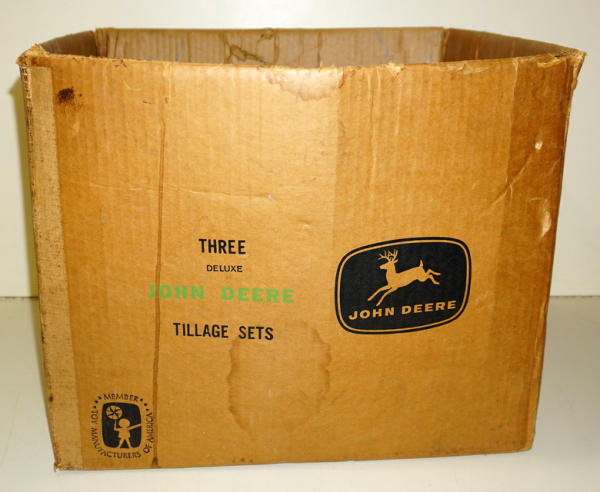 THREE
DELUXE
JOHN DEERE
TILLAGE SETS
JOHN DEERE
MEMBER
TOY MANUFACTURERS OF AMERICA